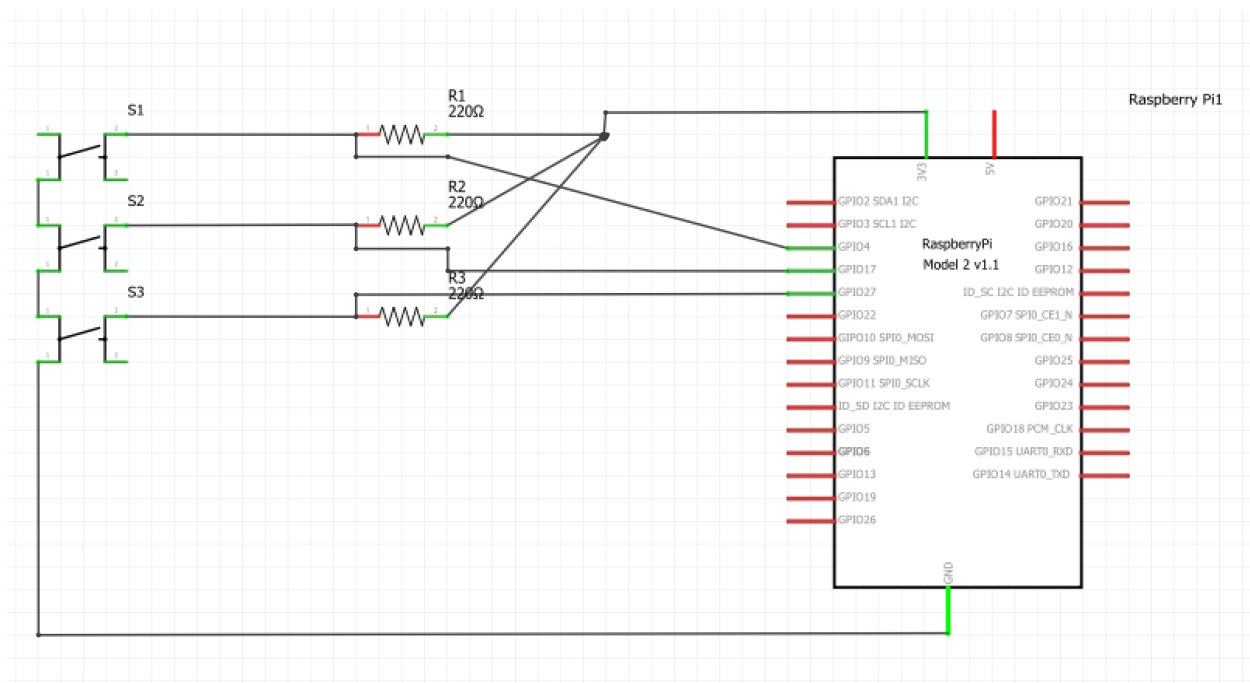 S1
R1
220Ω
S2
R2
220Ω
S3
R3
220Ω
Raspberry Pi1
3V3
5V
RaspberryPi
Model 2 v1.1
GPIO2 SDA1 I2C
GPIO3 SCL1 I2C
GPIO4
GPIO17
GPIO27
GPIO22
GIPO10 SPI0_MOSI
GPIO9 SPI0_MISO
GPIO11 SPI0_SCLK
ID_SD I2C ID EEPROM
GPIO5
GPIO6
GPIO13
GPIO19
GPIO26
GPIO21
GPIO20
GPIO16
GPIO12
ID_SC I2C ID EEPROM
GPIO7 SPI0_CE1_N
GPIO8 SPI0_CE0_N
GPIO25
GPIO24
GPIO23
GPIO18 PCM_CLK
GPIO15 UART0_RXD
GPIO14 UART0_TXD
GND